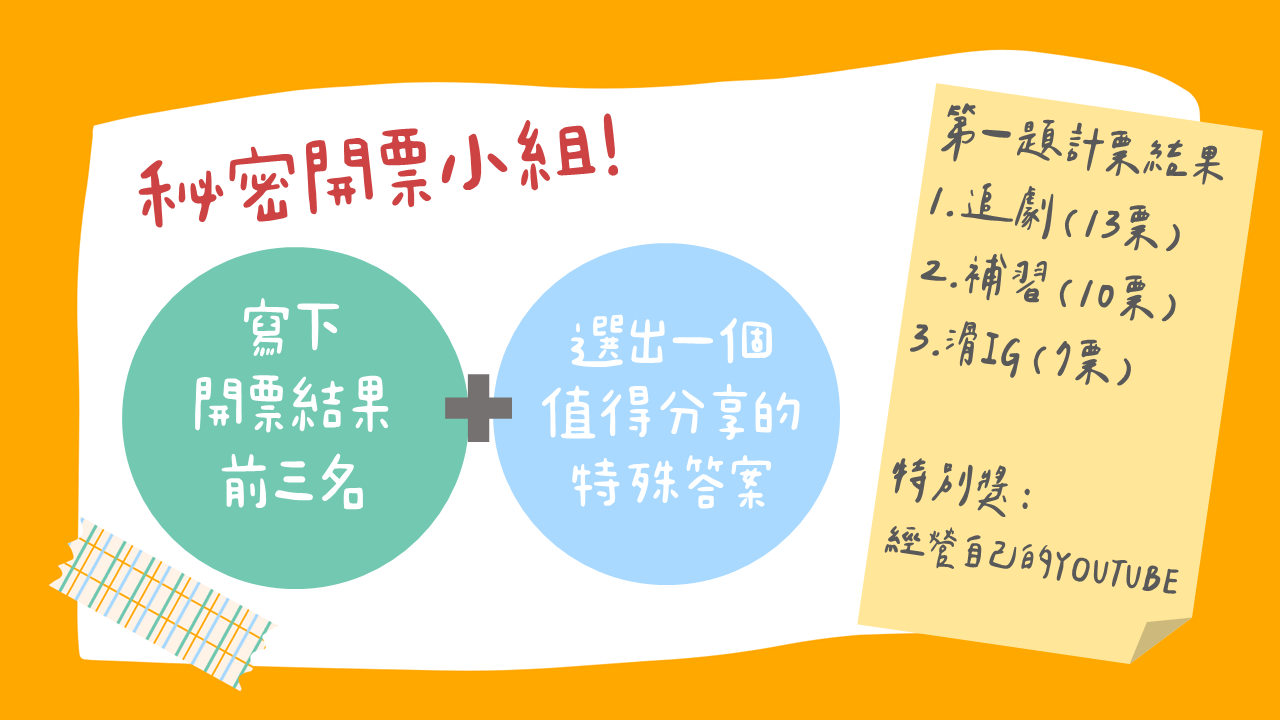 秘密開票小組!
寫下
開票結果
前三名
選出一個
值得分享的
特殊答案
第一題計票結果
1.追劇(13票)
2.補習(10票)
3.滑IG(7票)
特別獎:
經營自己的YOUTUBE